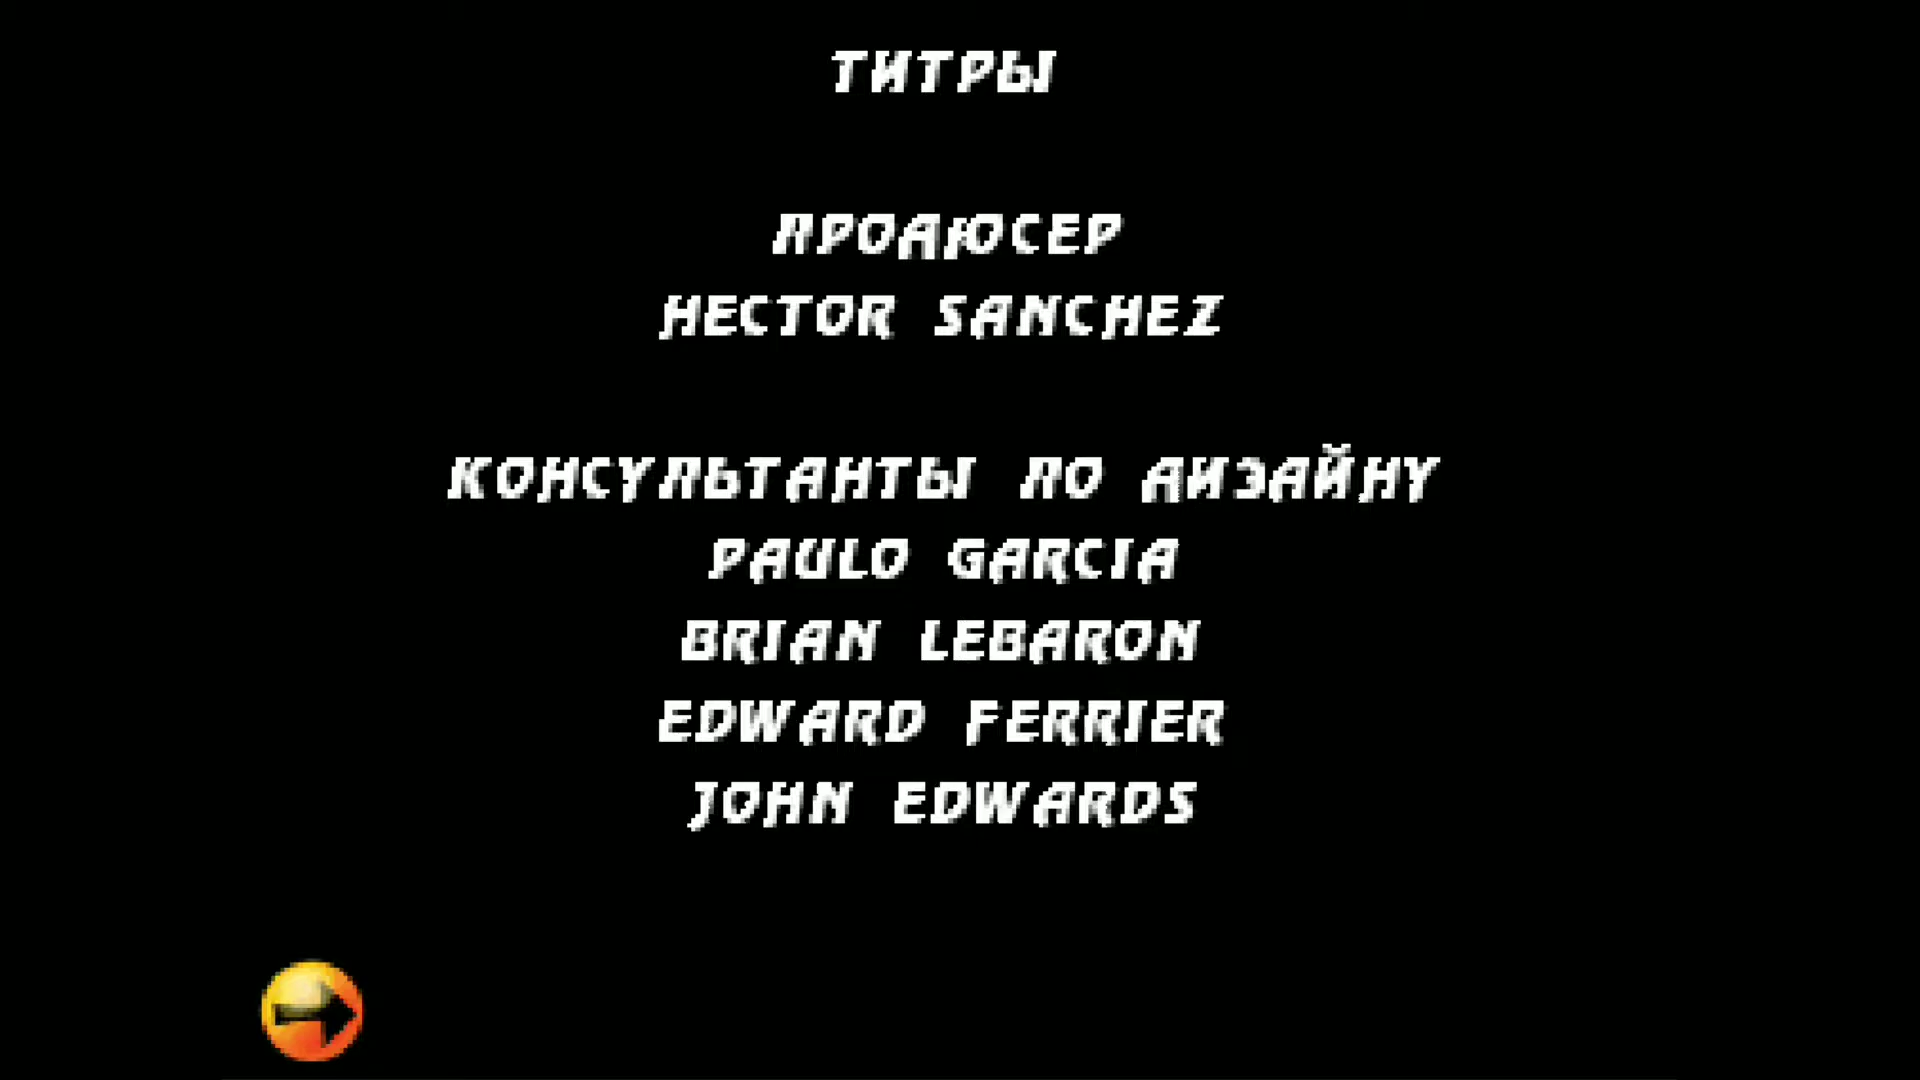 ТИТРЫ
ПРОДЮСЕР
HECTOR SANCHEZ
КОНСУЛЬТАНТЫ ПО ДИЗАЙНУ
PAULO GARCIA
BRIAN LEBARON
EDWARD FERRIER
JOHN EDWARDS